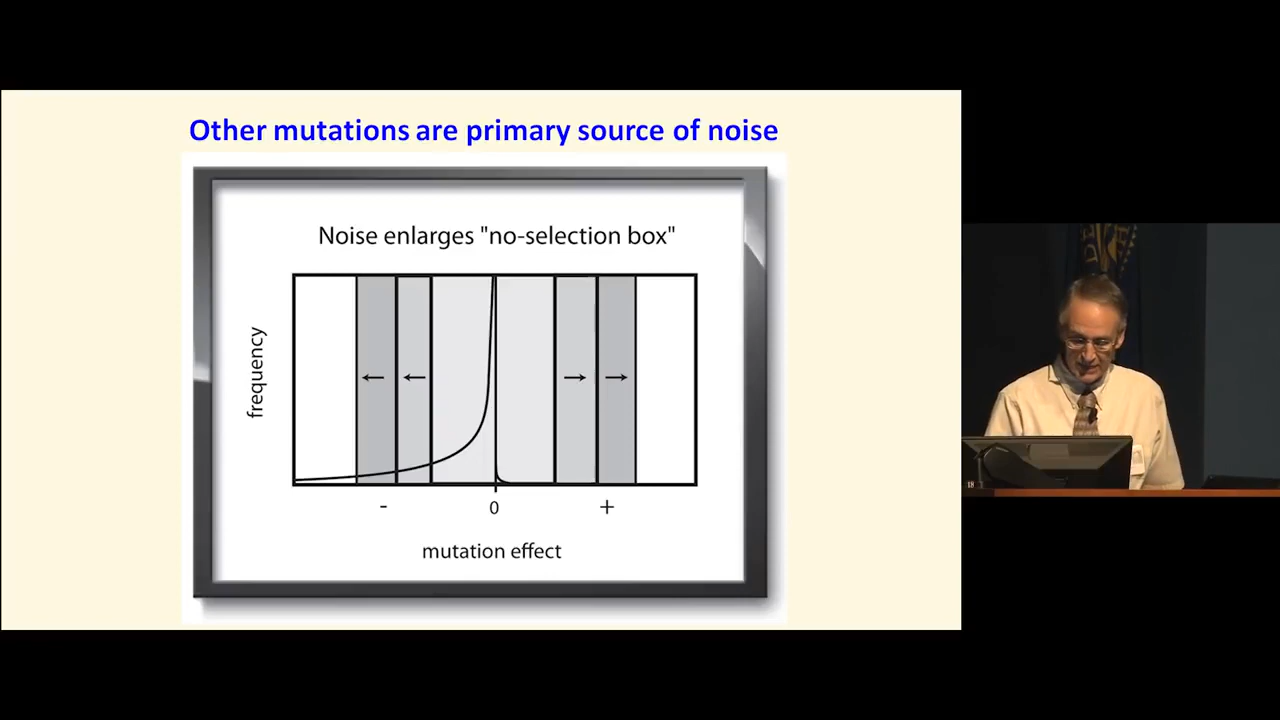 Other mutations are primary source of noise
Noise enlarges "no-selection box"
frequency
-
0
+
mutation effect